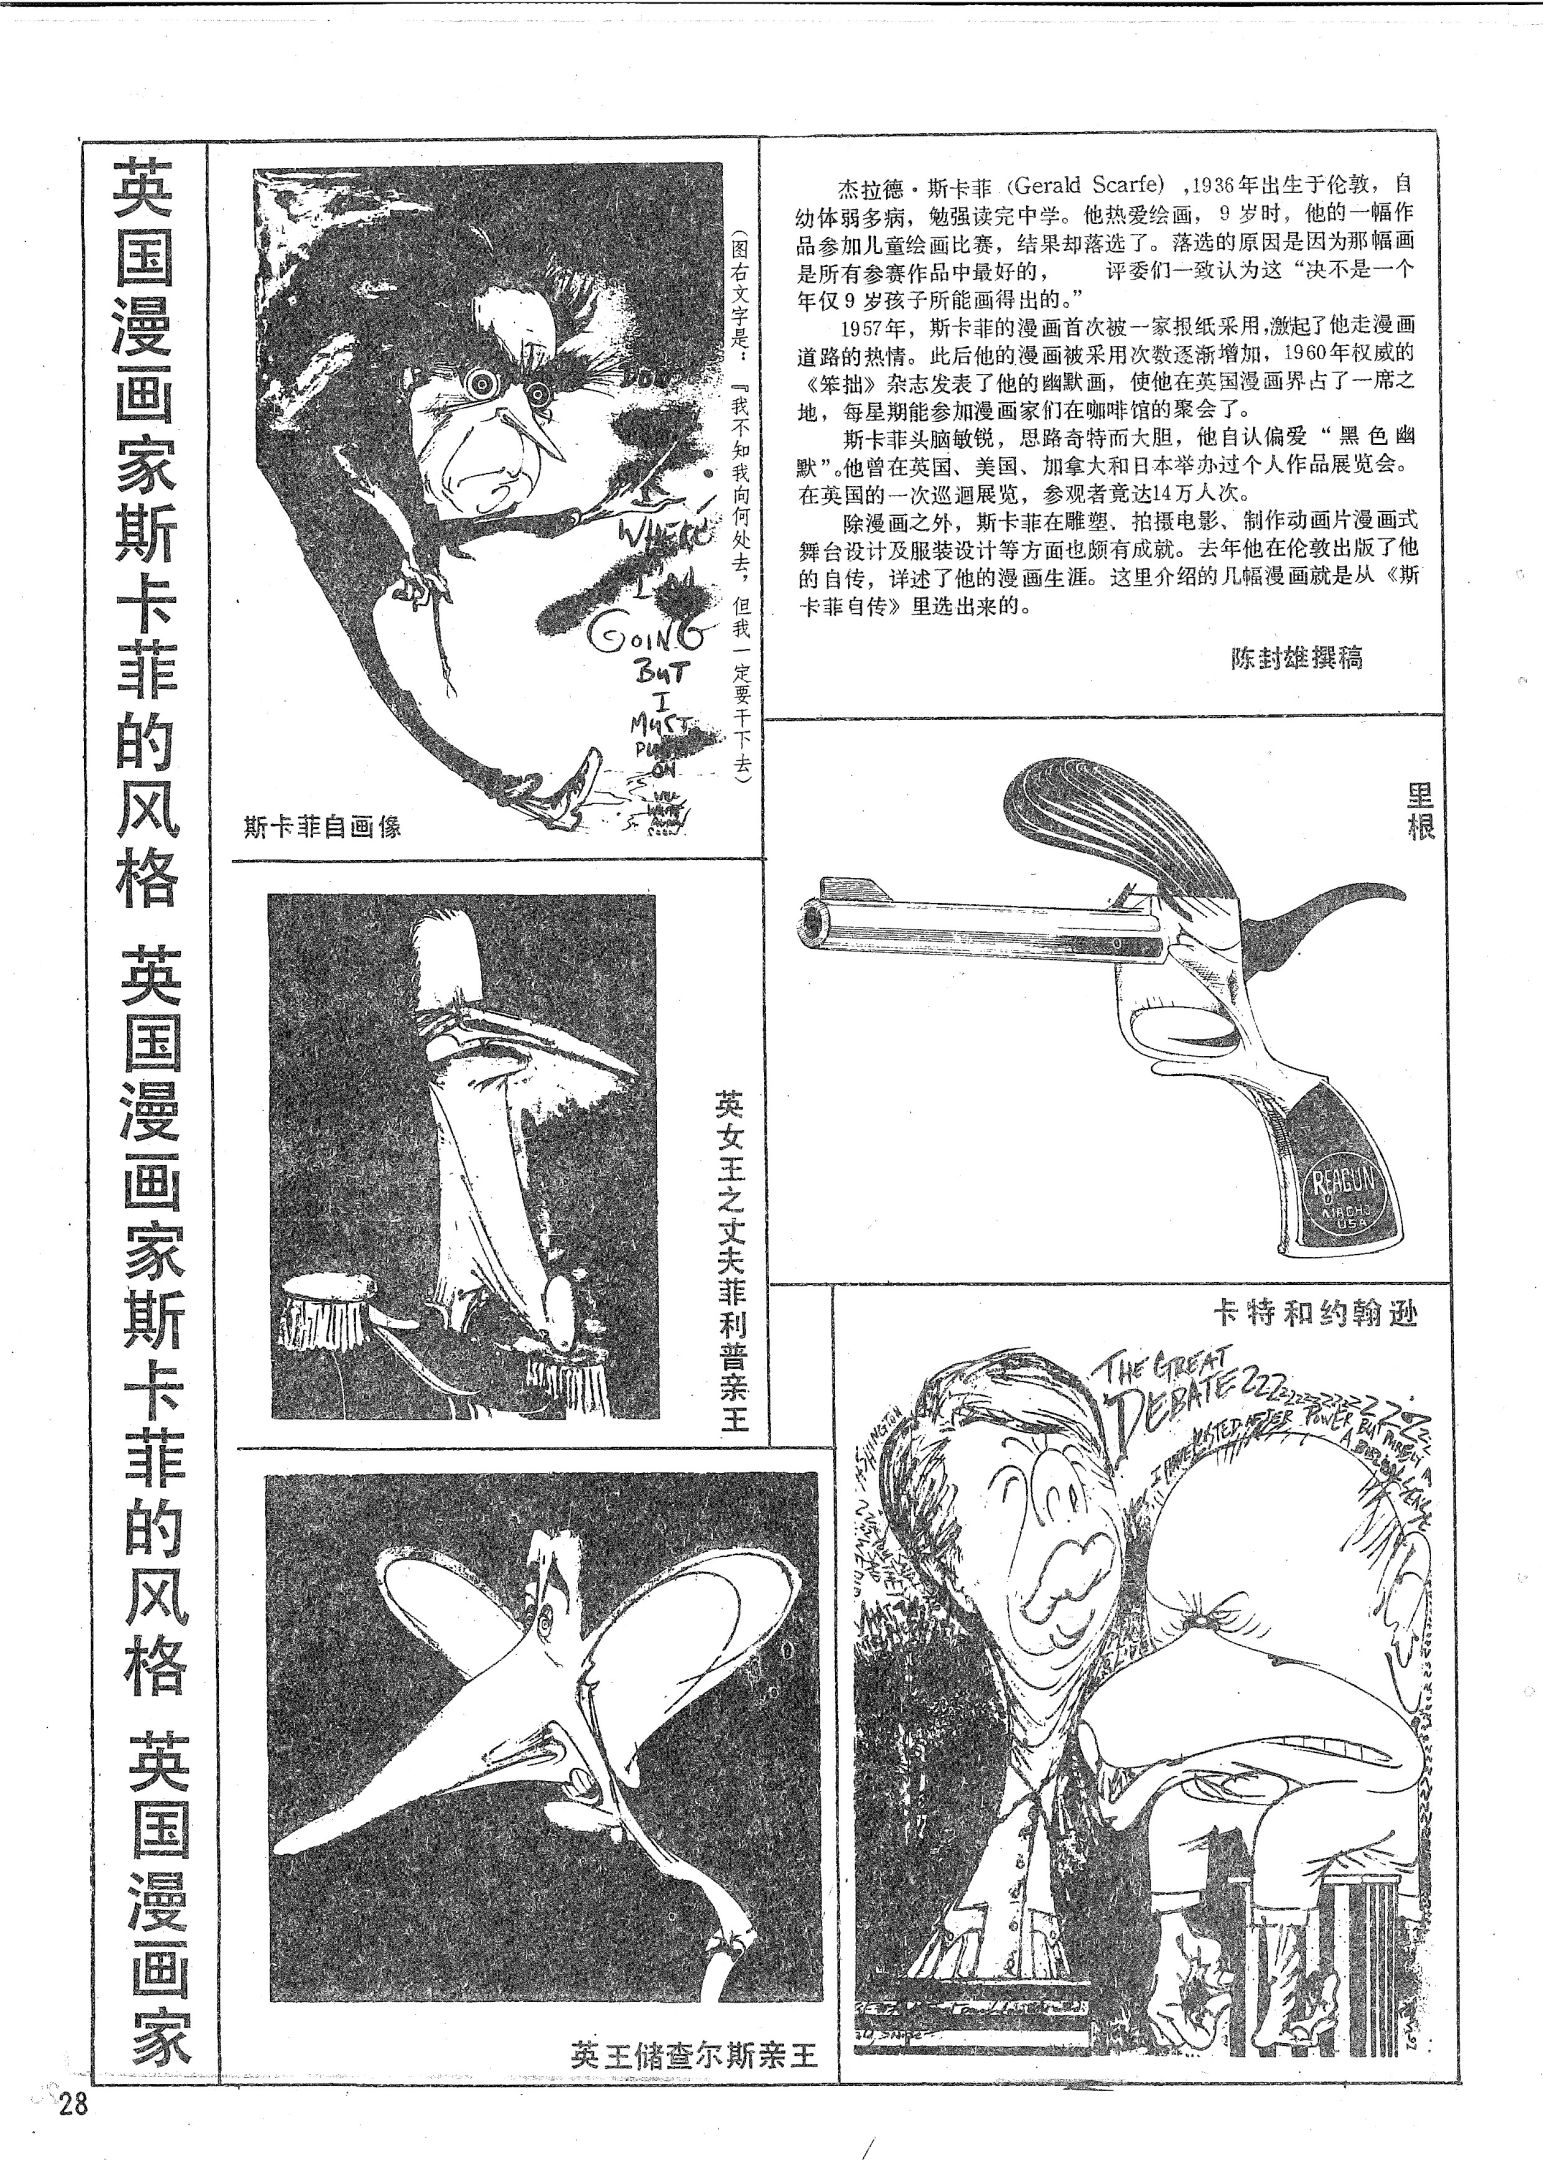 英国漫画家斯卡菲的风格 英国漫画家斯卡菲的风格 英国漫画家
（图右文字是：『我不知我向何处去，但我一定要干下去）
WHERE
I'M
GOING
BUT
I
MUST
PUSH
ON
斯卡菲自画像
杰拉德·斯卡菲（Gerald Scarfe）,1936年出生于伦敦，自
幼体弱多病，勉强读完中学。他热爱绘画，9岁时，他的一幅作
品参加儿童绘画比赛，结果却落选了。落选的原因是因为那幅画
是所有参赛作品中最好的， 评委们一致认为这“决不是一个
年仅9岁孩子所能画得出的。”
1957年，斯卡菲的漫画首次被一家报纸采用,激起了他走漫画
道路的热情。此后他的漫画被采用次数逐渐增加，1960年权威的
《笨拙》杂志发表了他的幽默画，使他在英国漫画界占了一席之
地，每星期能参加漫画家们在咖啡馆的聚会了。
斯卡菲头脑敏锐，思路奇特而大胆，他自认偏爱“黑色幽
默”。他曾在英国、美国、加拿大和日本举办过个人作品展览会。
在英国的一次巡迴展览，参观者竟达14万人次。
除漫画之外，斯卡菲在雕塑、拍摄电影、制作动画片漫画式
舞台设计及服装设计等方面也颇有成就。去年他在伦敦出版了他
的自传，详述了他的漫画生涯。这里介绍的几幅漫画就是从《斯
卡菲自传》里选出来的。
陈封雄撰稿
里根
REAGUN
USA
英女王之丈夫菲利普亲王
卡特和约翰逊
THE GREAT
DEBATE ZZZ
I HAVE LUSTED AFTER POWER BUT PURELY
英王储查尔斯亲王
28